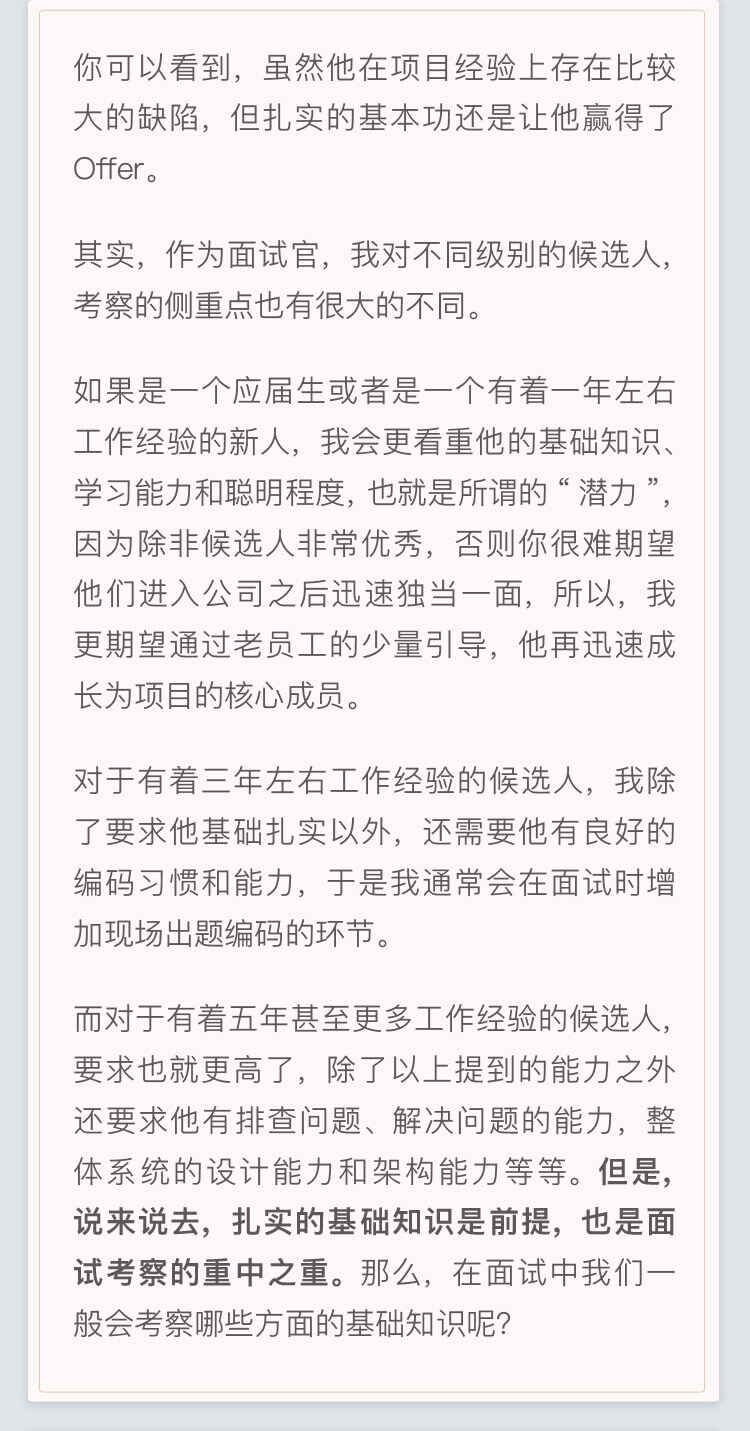 你可以看到，虽然他在项目经验上存在比较
大的缺陷，但扎实的基本功还是让他赢得了
Offer。
其实，作为面试官，我对不同级别的候选人，
考察的侧重点也有很大的不同。
如果是一个应届生或者是一个有着一年左右
工作经验的新人，我会更看重他的基础知识、
学习能力和聪明程度，也就是所谓的“潜力”，
因为除非候选人非常优秀，否则你很难期望
他们进入公司之后迅速独当一面，所以，我
更期望通过老员工的少量引导，他再迅速成
长为项目的核心成员。
对于有着三年左右工作经验的候选人，我除
了要求他基础扎实以外，还需要他有良好的
编码习惯和能力，于是我通常会在面试时增
加现场出题编码的环节。
而对于有着五年甚至更多工作经验的候选人，
要求也就更高了，除了以上提到的能力之外
还要求他有排查问题、解决问题的能力，整
体系统的设计能力和架构能力等等。但是，
说来说去，扎实的基础知识是前提，也是面
试考察的重中之重。那么，在面试中我们一
般会考察哪些方面的基础知识呢？